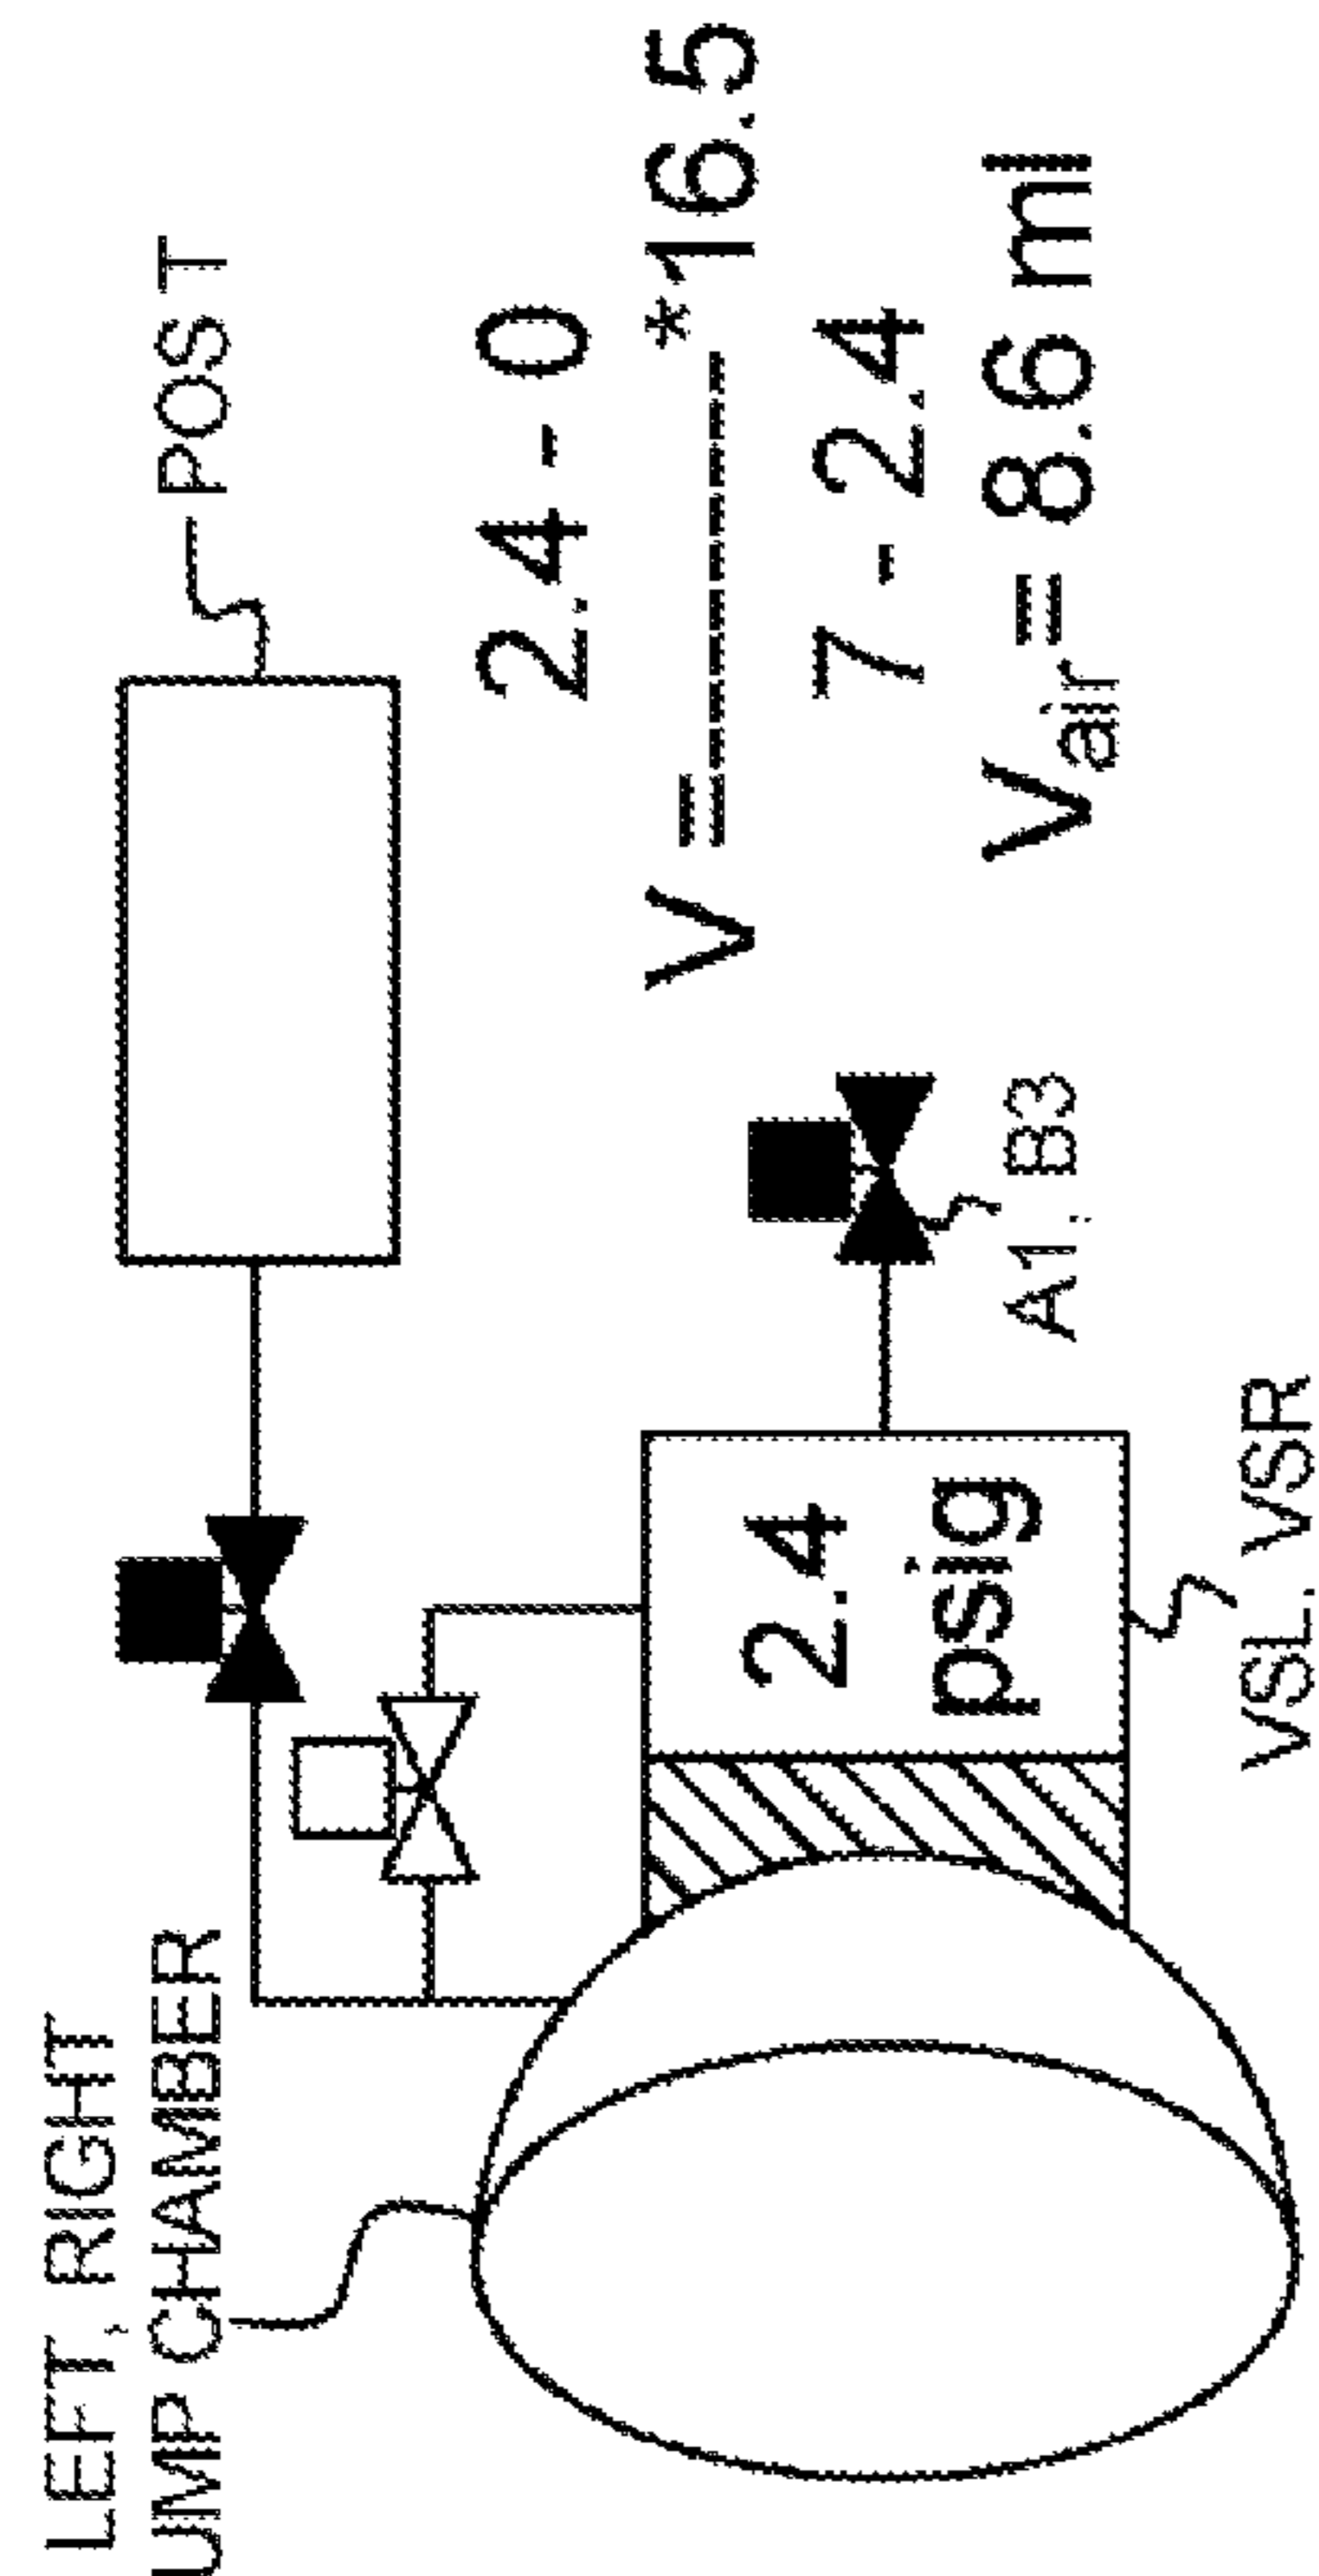 LEFT, RIGHT
UMP CHAMBER
POS T
2.4 - 0
V =----------- *16.5
7 - 2.4
Vair = 8.6 ml
2.4
psig
A1, B3
VSL, VSR